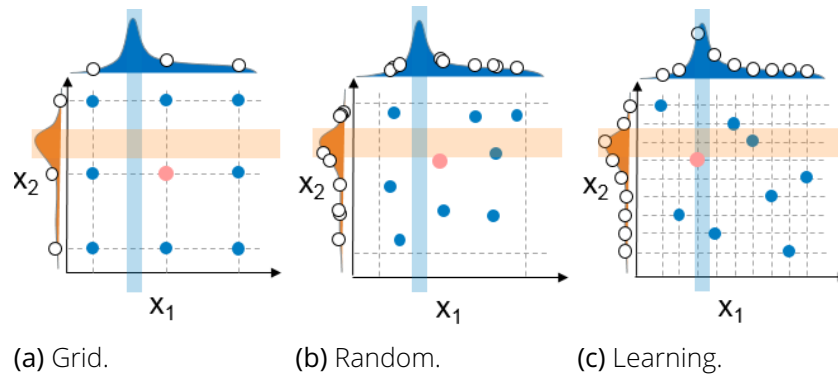 x₂ x₂ x₂
x₁ x₁ x₁
(a) Grid. (b) Random. (c) Learning.